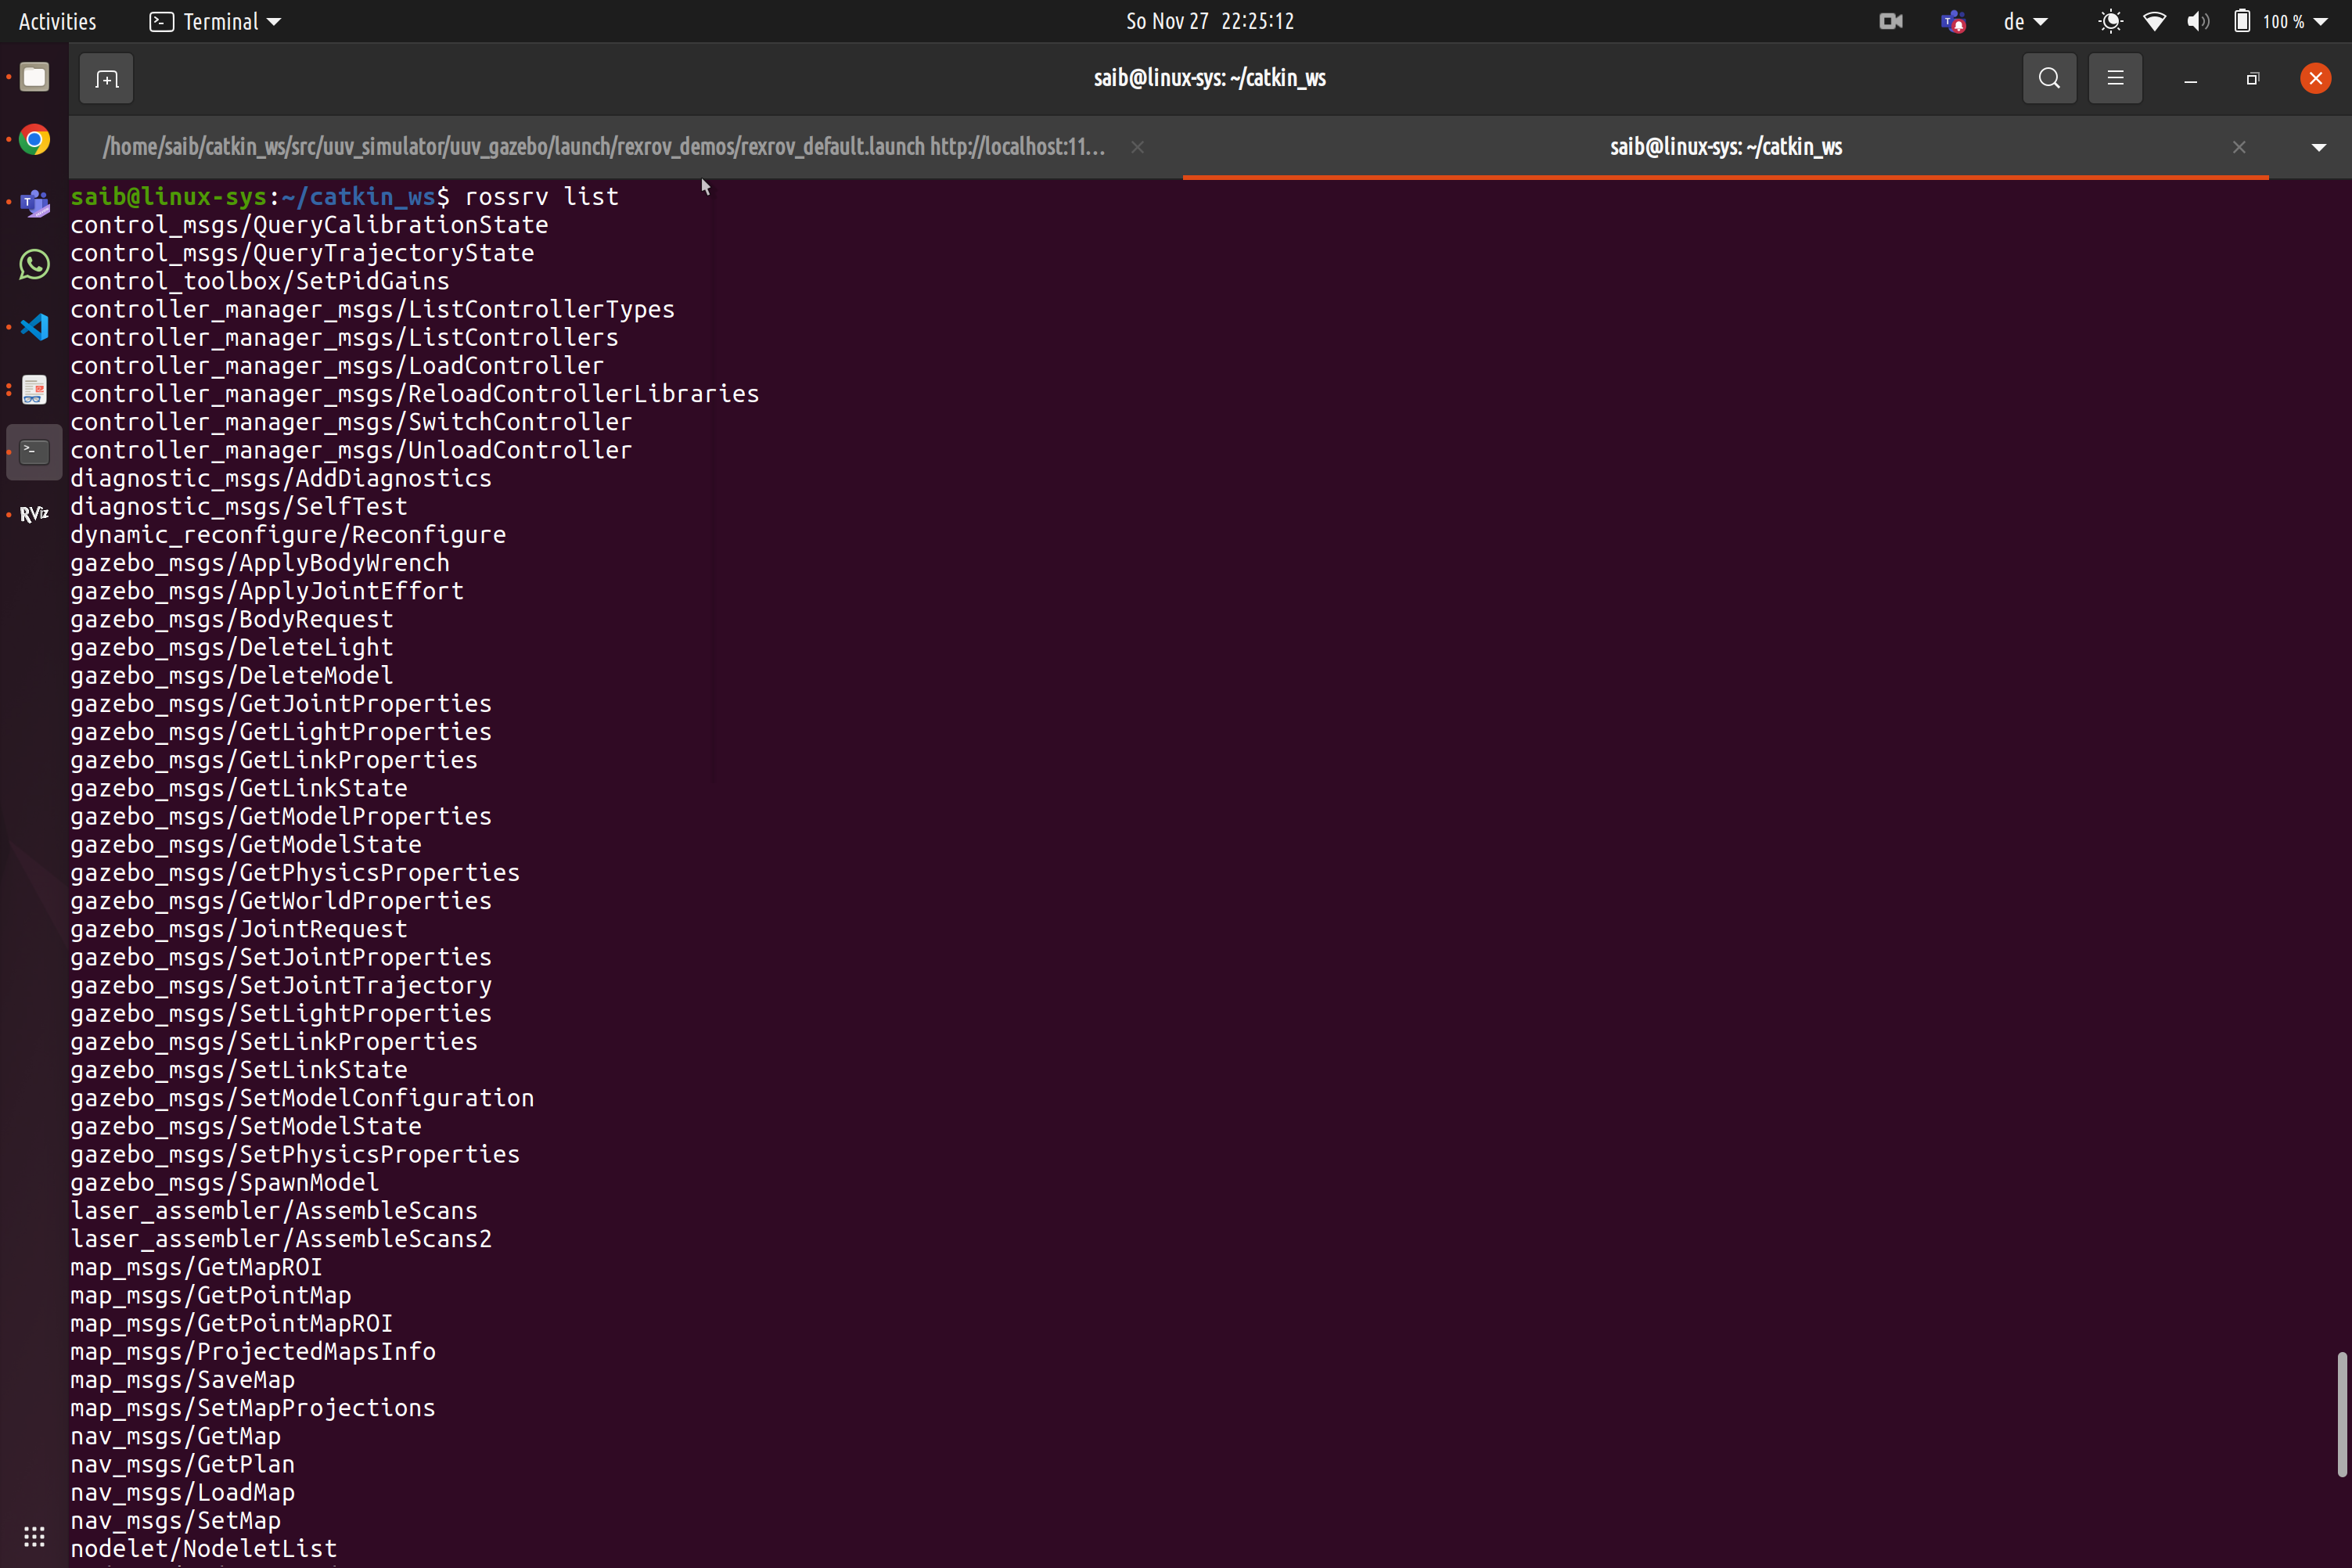 Activities
Terminal
So Nov 27 22:25:12
de
100 %
saib@linux-sys: ~/catkin_ws
/home/saib/catkin_ws/src/uuv_simulator/uuv_gazebo/launch/rexrov_demos/rexrov_default.launch http://localhost:11...
saib@linux-sys: ~/catkin_ws
RViz
saib@linux-sys:~/catkin_ws$ rossrv list
control_msgs/QueryCalibrationState
control_msgs/QueryTrajectoryState
control_toolbox/SetPidGains
controller_manager_msgs/ListControllerTypes
controller_manager_msgs/ListControllers
controller_manager_msgs/LoadController
controller_manager_msgs/ReloadControllerLibraries
controller_manager_msgs/SwitchController
controller_manager_msgs/UnloadController
diagnostic_msgs/AddDiagnostics
diagnostic_msgs/SelfTest
dynamic_reconfigure/Reconfigure
gazebo_msgs/ApplyBodyWrench
gazebo_msgs/ApplyJointEffort
gazebo_msgs/BodyRequest
gazebo_msgs/DeleteLight
gazebo_msgs/DeleteModel
gazebo_msgs/GetJointProperties
gazebo_msgs/GetLightProperties
gazebo_msgs/GetLinkProperties
gazebo_msgs/GetLinkState
gazebo_msgs/GetModelProperties
gazebo_msgs/GetModelState
gazebo_msgs/GetPhysicsProperties
gazebo_msgs/GetWorldProperties
gazebo_msgs/JointRequest
gazebo_msgs/SetJointProperties
gazebo_msgs/SetJointTrajectory
gazebo_msgs/SetLightProperties
gazebo_msgs/SetLinkProperties
gazebo_msgs/SetLinkState
gazebo_msgs/SetModelConfiguration
gazebo_msgs/SetModelState
gazebo_msgs/SetPhysicsProperties
gazebo_msgs/SpawnModel
laser_assembler/AssembleScans
laser_assembler/AssembleScans2
map_msgs/GetMapROI
map_msgs/GetPointMap
map_msgs/GetPointMapROI
map_msgs/ProjectedMapsInfo
map_msgs/SaveMap
map_msgs/SetMapProjections
nav_msgs/GetMap
nav_msgs/GetPlan
nav_msgs/LoadMap
nav_msgs/SetMap
nodelet/NodeletList